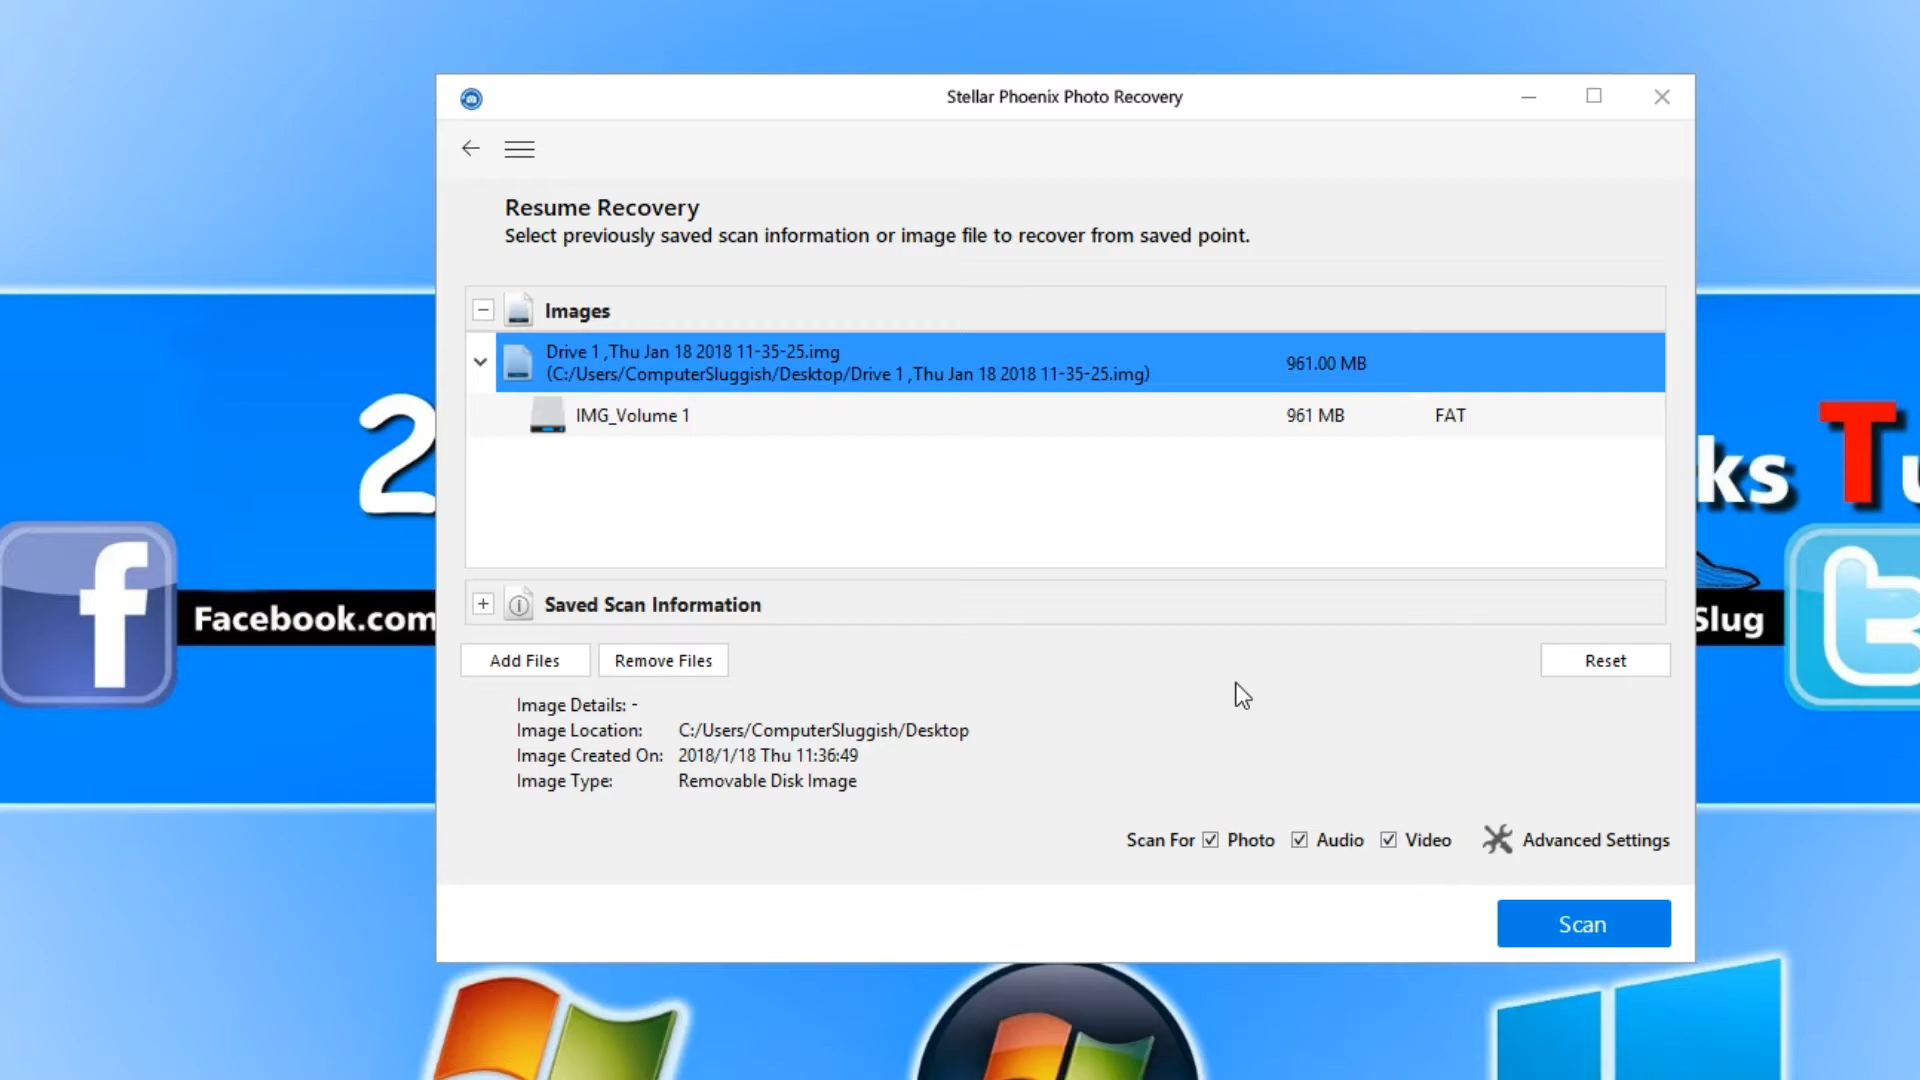 Stellar Phoenix Photo Recovery
Resume Recovery
Select previously saved scan information or image file to recover from saved point.
Images
Drive 1 ,Thu Jan 18 2018 11-35-25.img
(C:/Users/ComputerSluggish/Desktop/Drive 1 ,Thu Jan 18 2018 11-35-25.img)
961.00 MB
IMG_Volume 1 961 MB FAT
2
ks Tu
Saved Scan Information
Facebook.com
Slug
Add Files Remove Files Reset
Image Details: -
Image Location: C:/Users/ComputerSluggish/Desktop
Image Created On: 2018/1/18 Thu 11:36:49
Image Type: Removable Disk Image
Scan For Photo Audio Video Advanced Settings
Scan